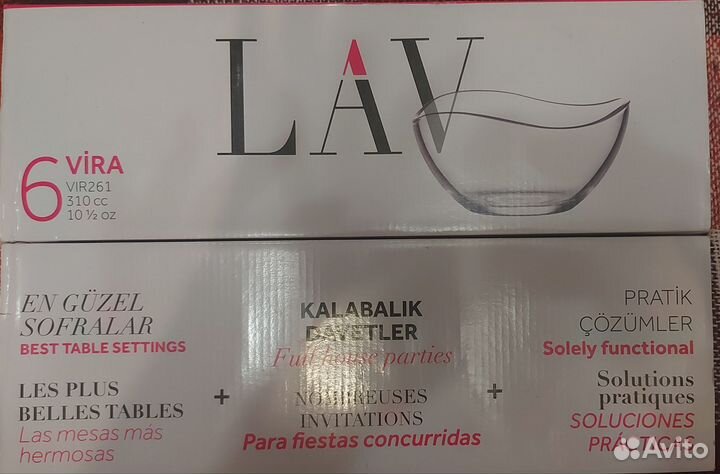 LAV
6
VİRA
VIR261
310 cc
10 ½ oz
EN GÜZEL
SOFRALAR
BEST TABLE SETTINGS
LES PLUS
BELLES TABLES
Las mesas más
hermosas
+
KALABALIK
DAVETLER
Full house parties
NOMBREUSES
INVITATIONS
Para fiestas concurridas
+
PRATİK
ÇÖZÜMLER
Solely functional
Solutions
pratiques
SOLUCIONES
PRÁCTICAS
Avito